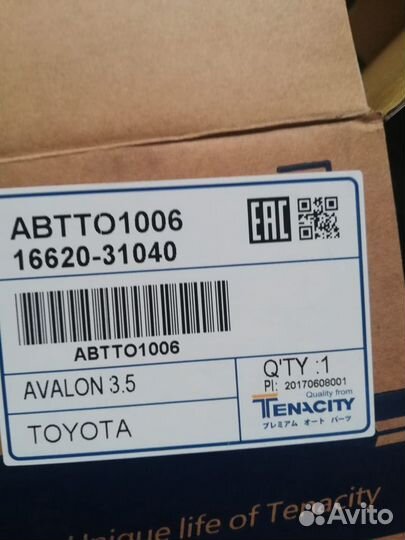 ABTTO1006
16620-31040
EAC
ABTTO1006
AVALON 3.5
Q'TY :1
PI: 20170608001
TOYOTA
Quality from
TENACITY
プレミアム オート パーツ
Unique life of Tenacity
Avito